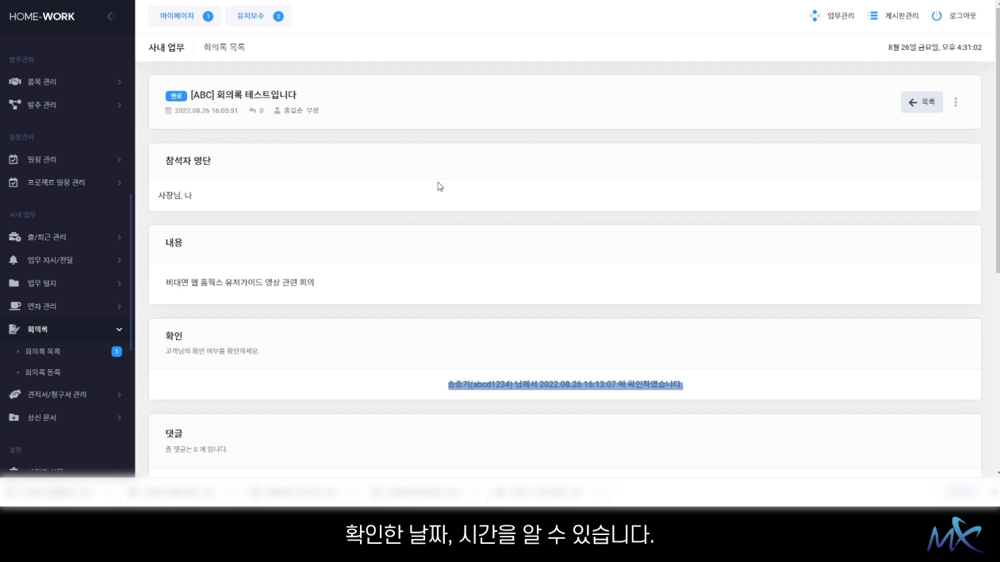 HOME-WORK
마이페이지 1
유지보수 2
업무관리
게시판관리
로그아웃
사내 업무
회의록 목록
8월 26일 금요일, 오후 4:31:02
발주관리
품목 관리
발주 관리
일정관리
일정 관리
프로젝트 일정 관리
사내 업무
출/퇴근 관리
업무 지시/전달
업무 일지
연차 관리
회의록
회의록 목록 1
회의록 등록
견적서/청구서 관리
상신 문서
설정
완료 [ABC] 회의록 테스트입니다
2022.08.26 16:05:51 0 홍길순 부장
목록
참석자 명단
사장님, 나
내용
비대면 웹 홈웍스 유저가이드 영상 관련 회의
확인
고객님의 확인 여부를 확인하세요.
송중기(abcd1234) 님께서 2022.08.26 16:13:07 에 확인하였습니다.
댓글
총 댓글는 0 개 입니다.
확인한 날짜, 시간을 알 수 있습니다.
MX